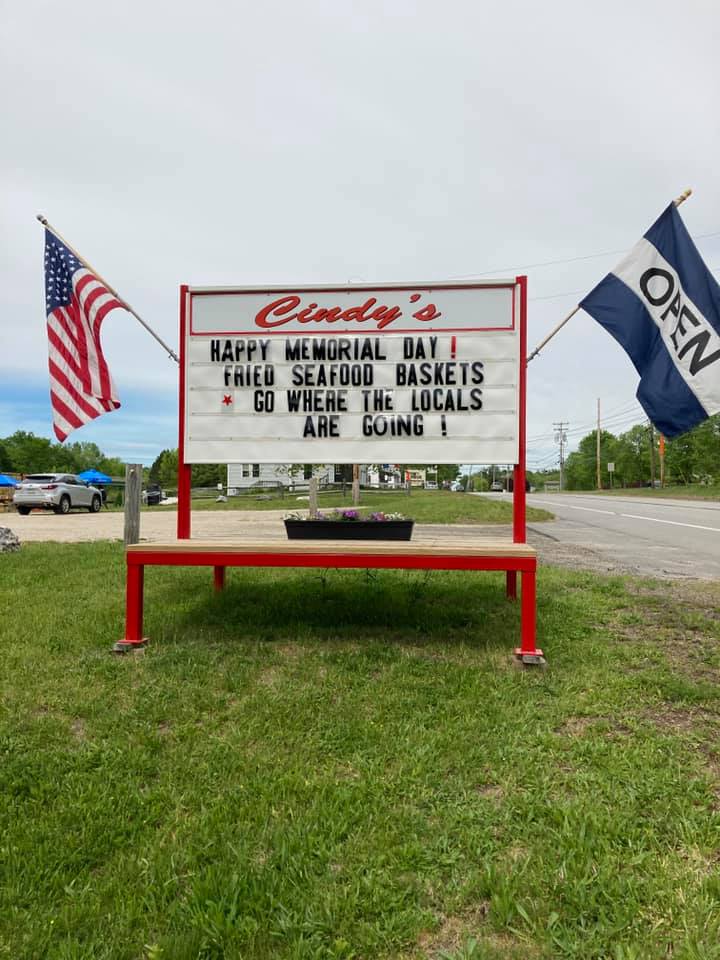 Cindy's
HAPPY MEMORIAL DAY !
FRIED SEAFOOD BASKETS
GO WHERE THE LOCALS
ARE GOING !
OPEN